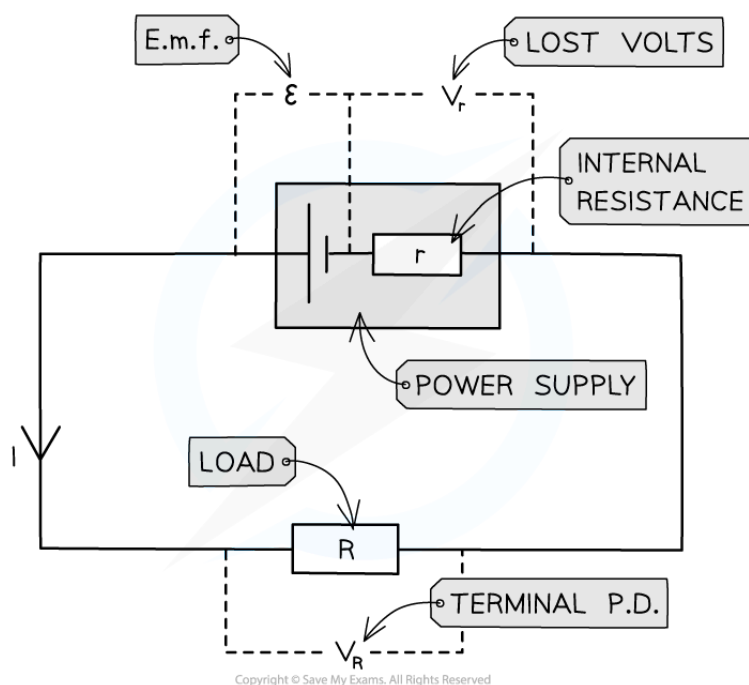 E.m.f.
LOST VOLTS
ε
Vr
INTERNAL
RESISTANCE
r
POWER SUPPLY
I
LOAD
R
TERMINAL P.D.
VR
Copyright © Save My Exams. All Rights Reserved